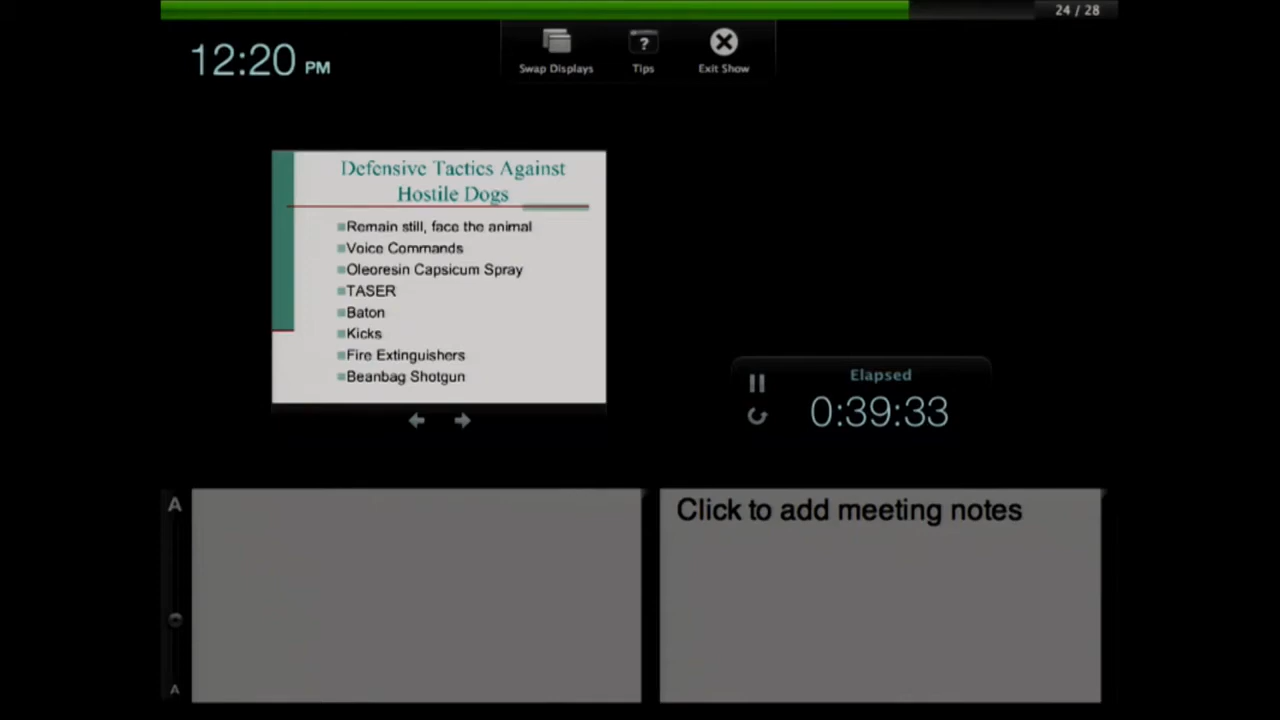 24 / 28
12:20 PM
Swap Displays
Tips
Exit Show
Defensive Tactics Against
Hostile Dogs
Remain still, face the animal
Voice Commands
Oleoresin Capsicum Spray
TASER
Baton
Kicks
Fire Extinguishers
Beanbag Shotgun
Elapsed
0:39:33
A
A
Click to add meeting notes